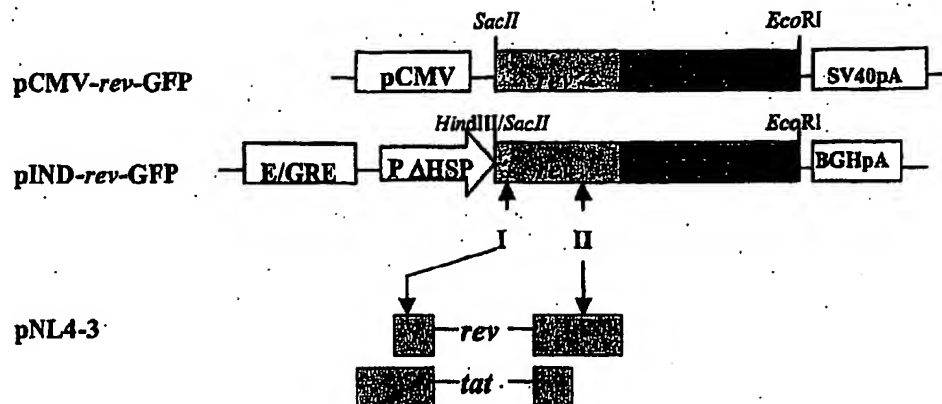 SacII EcoRI
pCMV-rev-GFP pCMV SV40pA
HindIII/SacII EcoRI
pIND-rev-GFP E/GRE P ΔHSP BGHpA
I II
pNL4-3 rev
tat